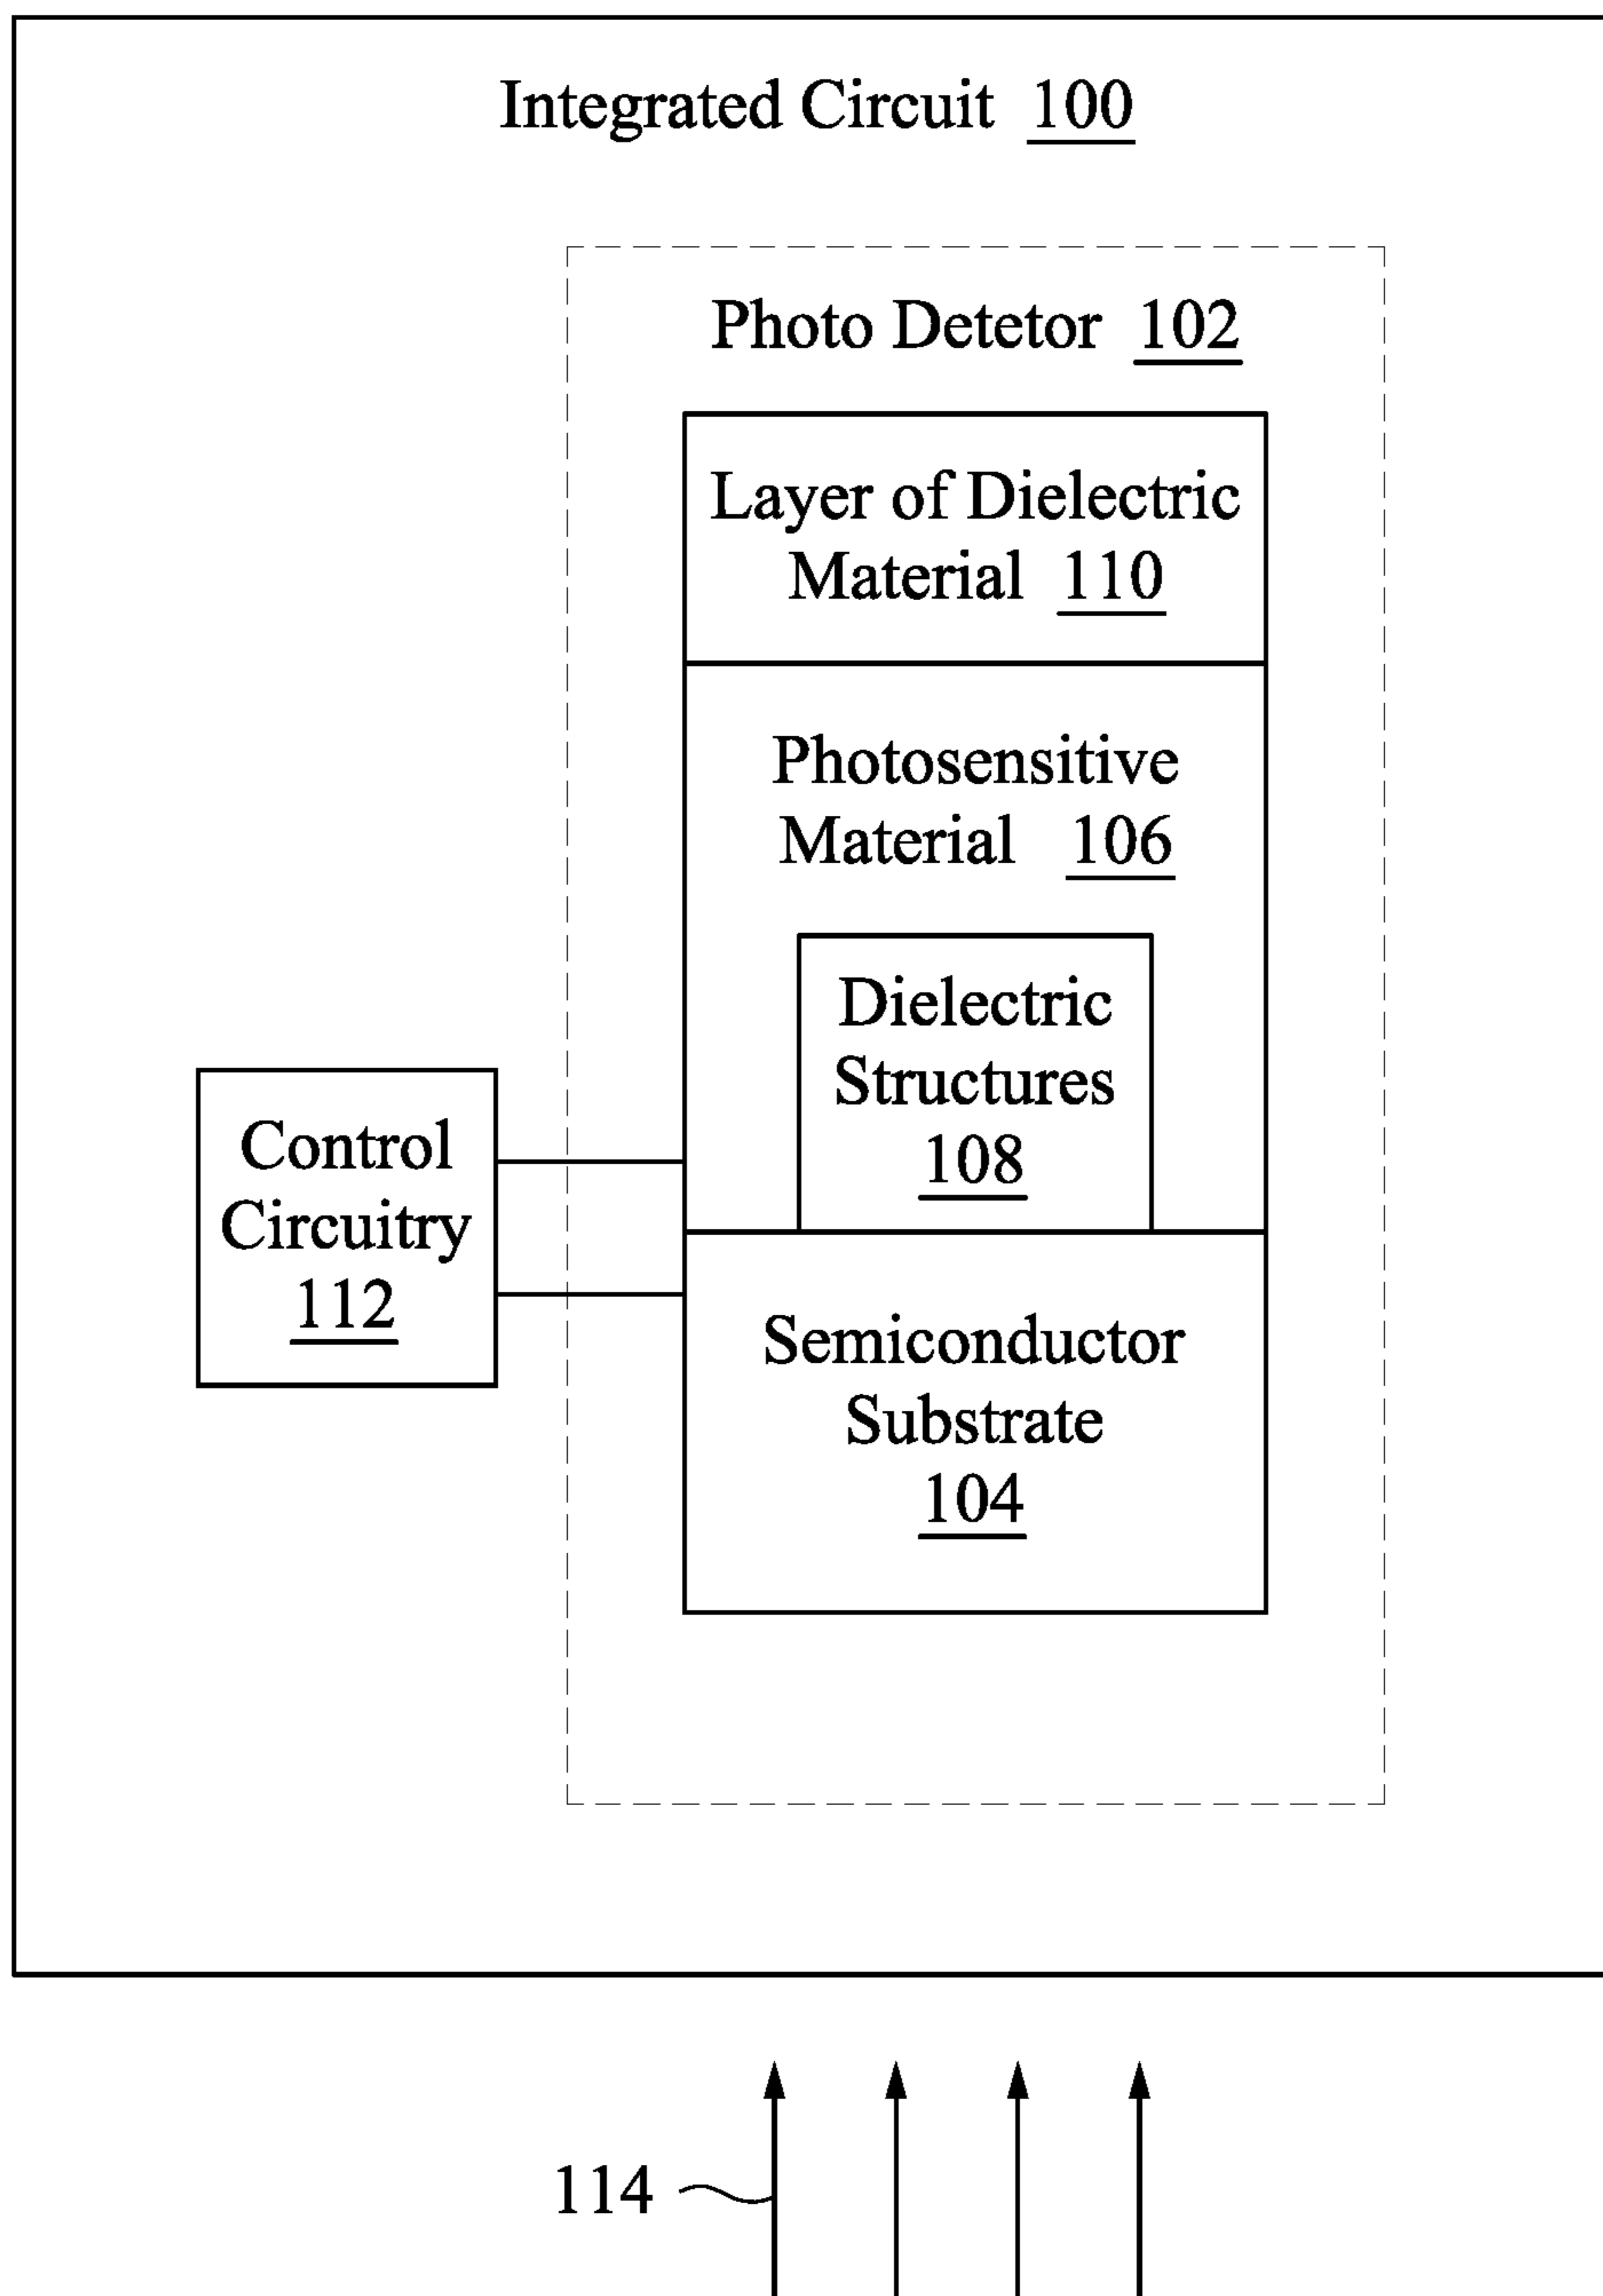 Integrated Circuit 100
Photo Detetor 102
Layer of Dielectric
Material 110
Photosensitive
Material 106
Dielectric
Structures
108
Control
Circuitry
112
Semiconductor
Substrate
104
114